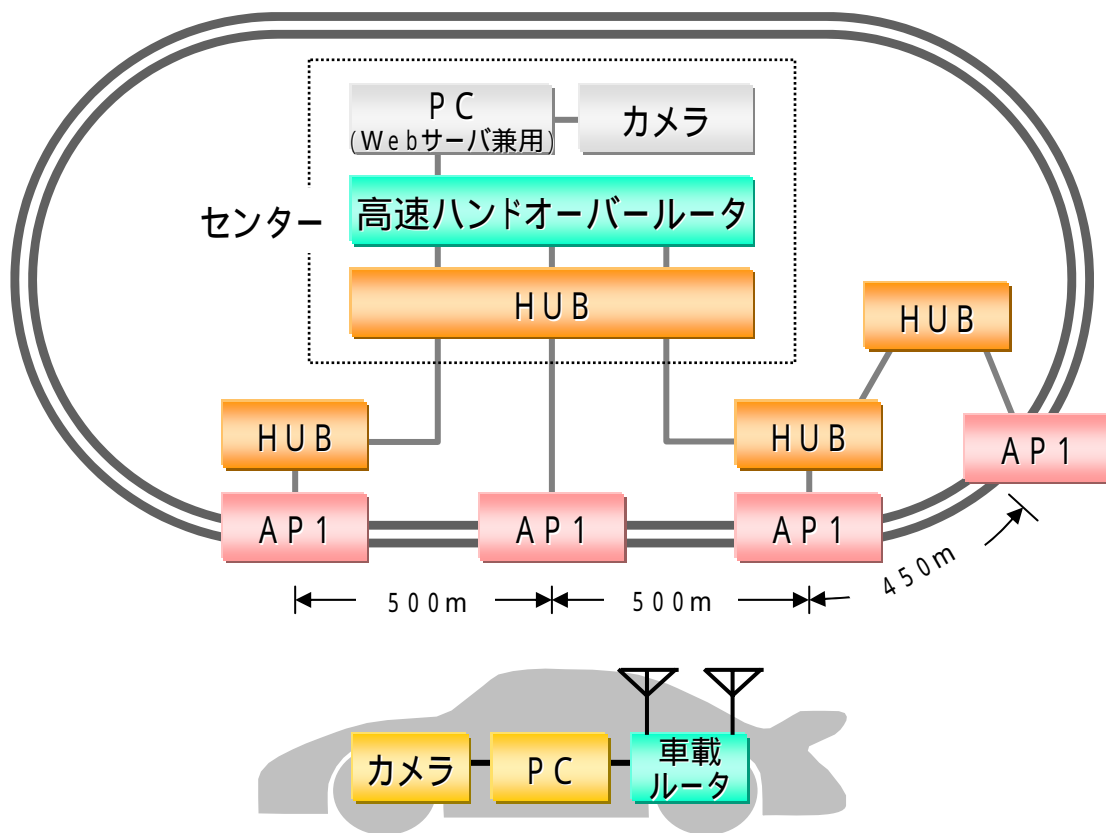 PC
(Webサーバ兼用)
カメラ
センター
高速ハンドオーバールータ
HUB
HUB
HUB
HUB
AP1
AP1
AP1
AP1
500m
500m
450m
カメラ
PC
車載
ルータ